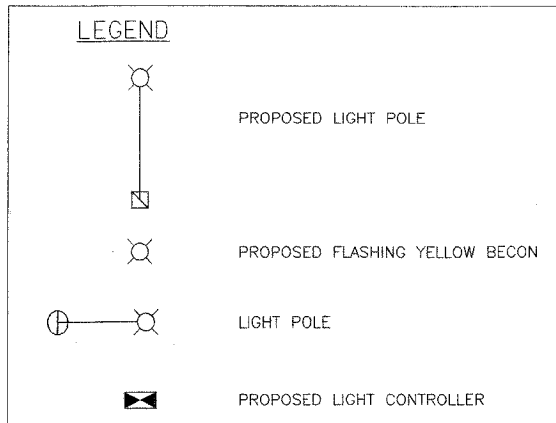 LEGEND
PROPOSED LIGHT POLE
PROPOSED FLASHING YELLOW BECON
LIGHT POLE
PROPOSED LIGHT CONTROLLER